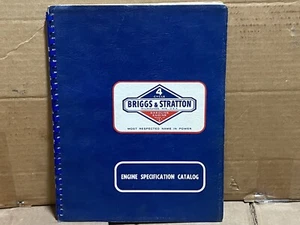 4
CYCLE
BRIGGS & STRATTON
MOST RESPECTED NAME IN POWER
ENGINE SPECIFICATION CATALOG